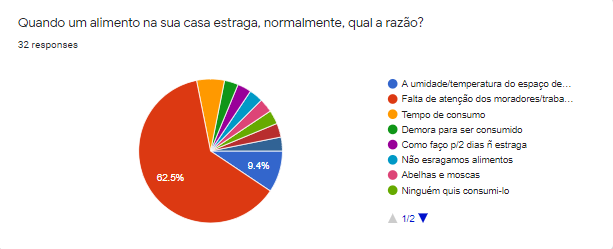 Quando um alimento na sua casa estraga, normalmente, qual a razão?
32 responses
A umidade/temperatura do espaço de...
Falta de atenção dos moradores/traba...
Tempo de consumo
Demora para ser consumido
Como faço p/2 dias ñ estraga
Não esragamos alimentos
Abelhas e moscas
Ninguém quis consumi-lo
1/2
9.4%
62.5%